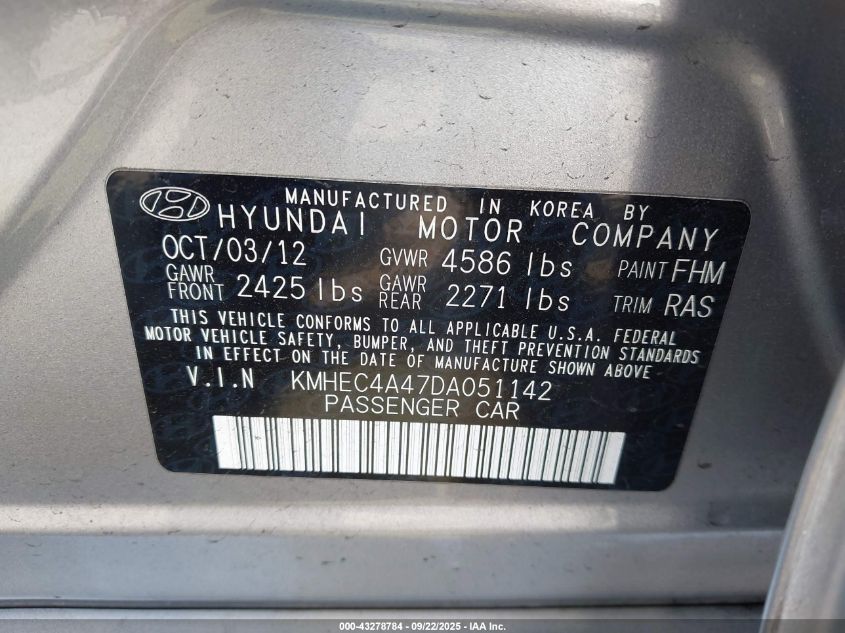 MANUFACTURED IN KOREA BY
HYUNDAI MOTOR COMPANY
OCT/03/12 GVWR 4586 lbs PAINT FHM
GAWR FRONT 2425 lbs GAWR REAR 2271 lbs TRIM RAS
THIS VEHICLE CONFORMS TO ALL APPLICABLE U.S.A. FEDERAL
MOTOR VEHICLE SAFETY, BUMPER, AND THEFT PREVENTION STANDARDS
IN EFFECT ON THE DATE OF MANUFACTURE SHOWN ABOVE.
V.I.N KMHEC4A47DA051142
PASSENGER CAR
000-43278784 - 09/22/2025 - IAA Inc.